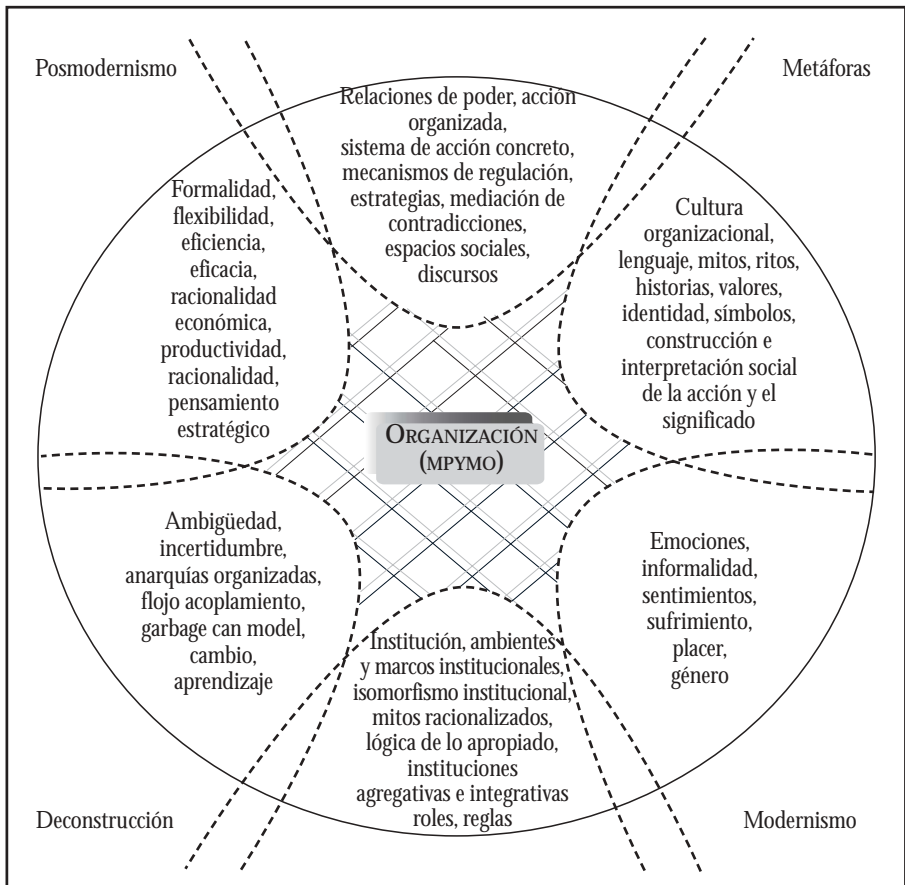 Posmodernismo
Metáforas
Relaciones de poder, acción
organizada,
sistema de acción concreto,
mecanismos de regulación,
estrategias, mediación de
contradicciones,
espacios sociales,
discursos
Formalidad,
flexibilidad,
eficiencia,
eficacia,
racionalidad
económica,
productividad,
racionalidad,
pensamiento
estratégico
Cultura
organizacional,
lenguaje, mitos, ritos,
historias, valores,
identidad, símbolos,
construcción e
interpretación social
de la acción y el
significado
ORGANIZACIÓN
(MPYMO)
Ambigüedad,
incertidumbre,
anarquías organizadas,
flojo acoplamiento,
garbage can model,
cambio,
aprendizaje
Emociones,
informalidad,
sentimientos,
sufrimiento,
placer,
género
Institución, ambientes
y marcos institucionales,
isomorfismo institucional,
mitos racionalizados,
lógica de lo apropiado,
instituciones
agregativas e integrativas
roles, reglas
Deconstrucción
Modernismo